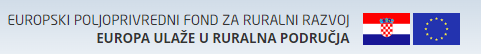 EUROPSKI POLJOPRIVREDNI FOND ZA RURALNI RAZVOJ
EUROPA ULAŽE U RURALNA PODRUČJA